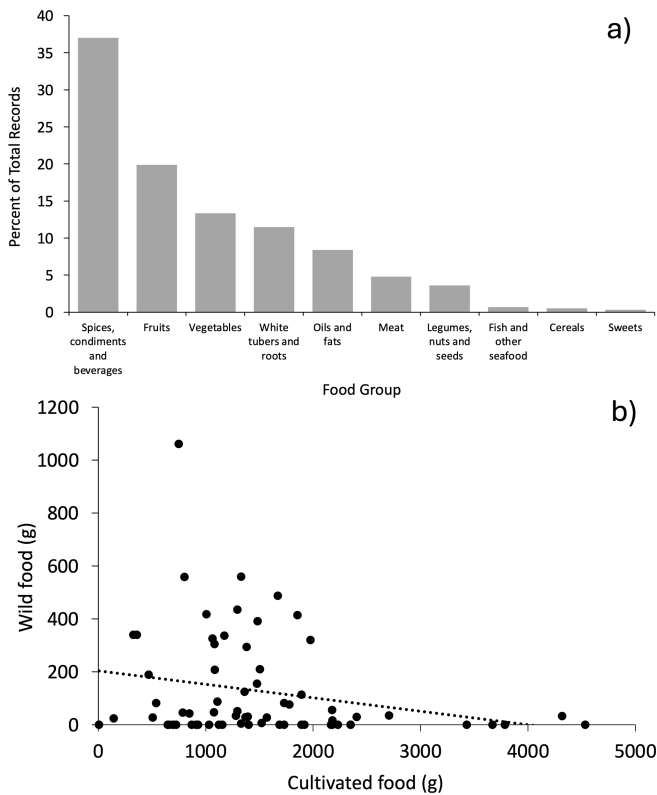 a)
40
35
30
25
20
15
10
5
0
Percent of Total Records
Spices,
condiments
and
beverages
Fruits
Vegetables
White
tubers and
roots
Oils and
fats
Meat
Legumes,
nuts and
seeds
Fish and
other
seafood
Cereals
Sweets
Food Group
b)
1200
1000
800
600
400
200
0
Wild food (g)
0 1000 2000 3000 4000 5000
Cultivated food (g)